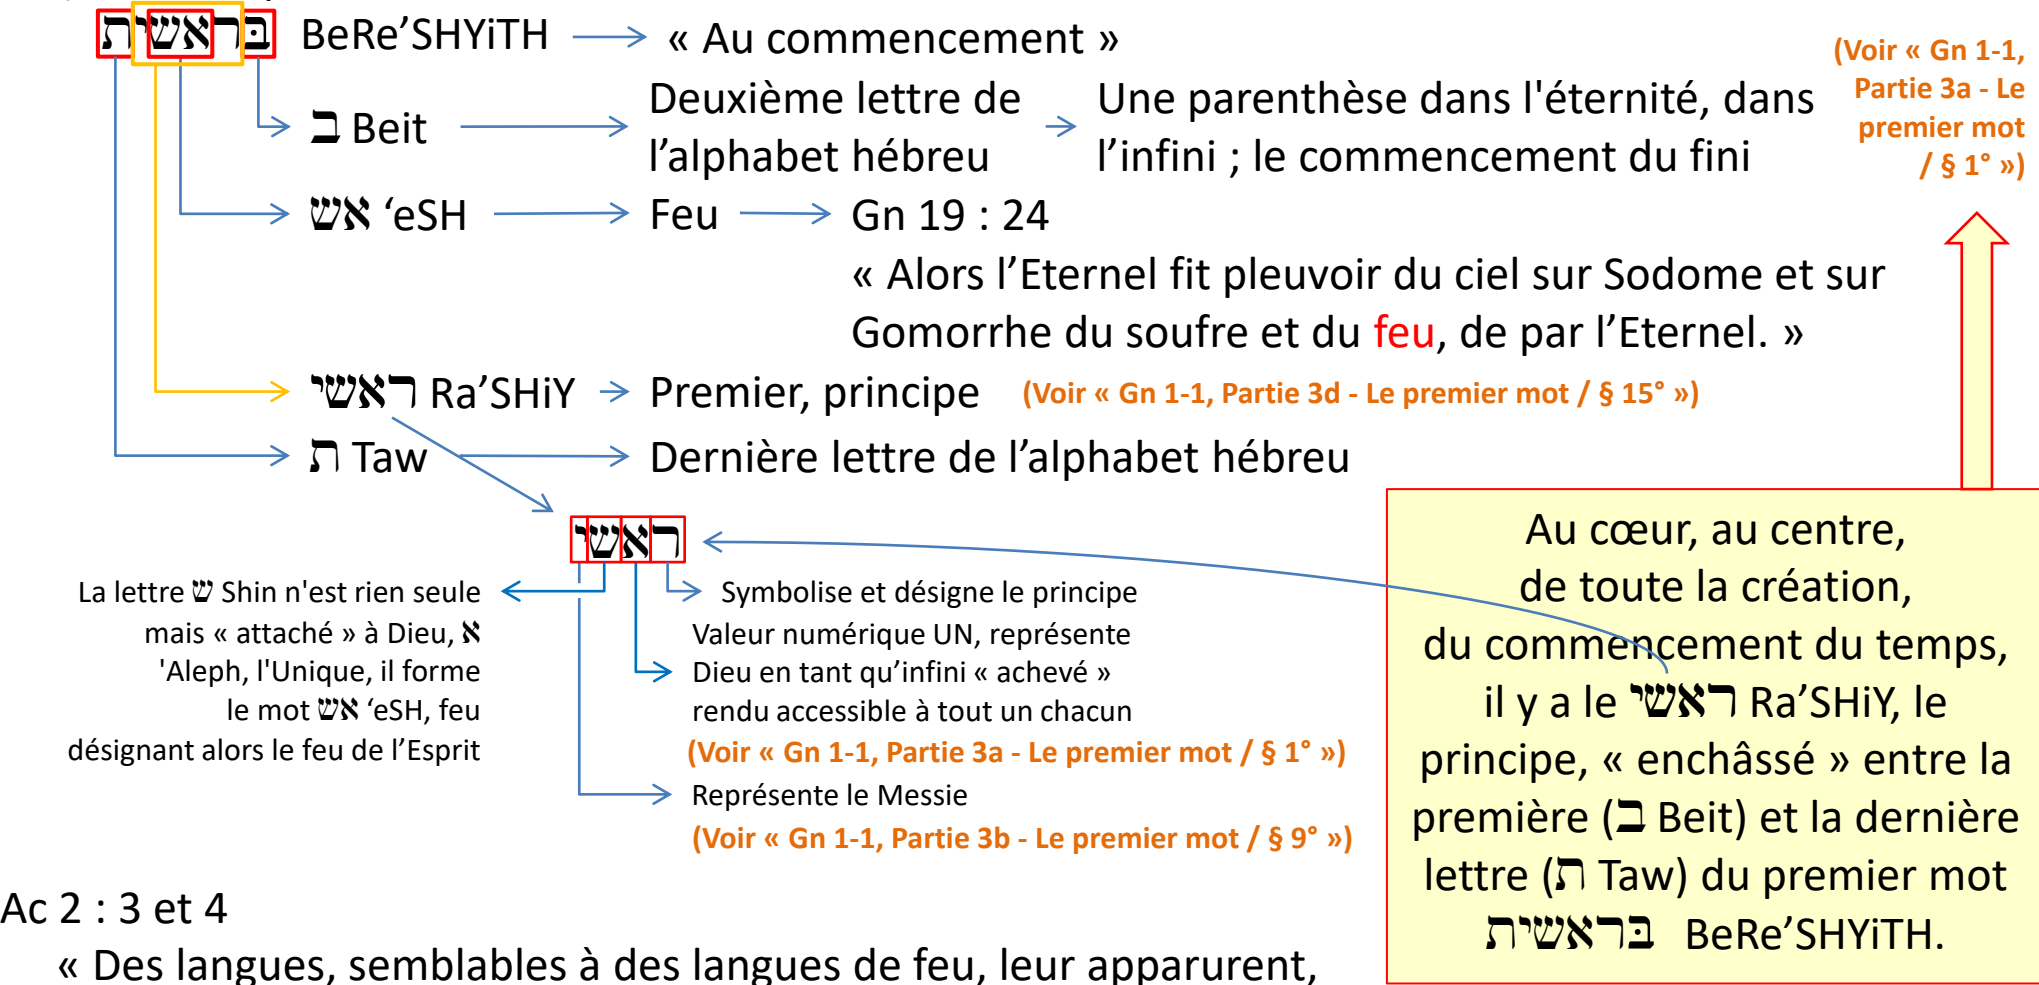 בּראשית BeRe’SHYiTH « Au commencement »
(Voir « Gn 1-1,
Partie 3a - Le
premier mot
/ § 1° »)
ב Beit
Deuxième lettre de
l’alphabet hébreu
Une parenthèse dans l'éternité, dans
l’infini ; le commencement du fini
אש ‘eSH Feu Gn 19 : 24
« Alors l’Eternel fit pleuvoir du ciel sur Sodome et sur
Gomorrhe du soufre et du feu, de par l’Eternel. »
ראשי Ra’SHiY Premier, principe (Voir « Gn 1-1, Partie 3d - Le premier mot / § 15° »)
ת Taw Dernière lettre de l’alphabet hébreu
ראשי
La lettre ש Shin n'est rien seule
mais « attaché » à Dieu, א
'Aleph, l'Unique, il forme
le mot אש ‘eSH, feu
désignant alors le feu de l’Esprit
Symbolise et désigne le principe
Valeur numérique UN, représente
Dieu en tant qu’infini « achevé »
rendu accessible à tout un chacun
(Voir « Gn 1-1, Partie 3a - Le premier mot / § 1° »)
Représente le Messie
(Voir « Gn 1-1, Partie 3b - Le premier mot / § 9° »)
Au cœur, au centre,
de toute la création,
du commencement du temps,
il y a le ראשי Ra’SHiY, le
principe, « enchâssé » entre la
première (ב Beit) et la dernière
lettre (ת Taw) du premier mot
בּראשית BeRe’SHYiTH.
Ac 2 : 3 et 4
« Des langues, semblables à des langues de feu, leur apparurent,